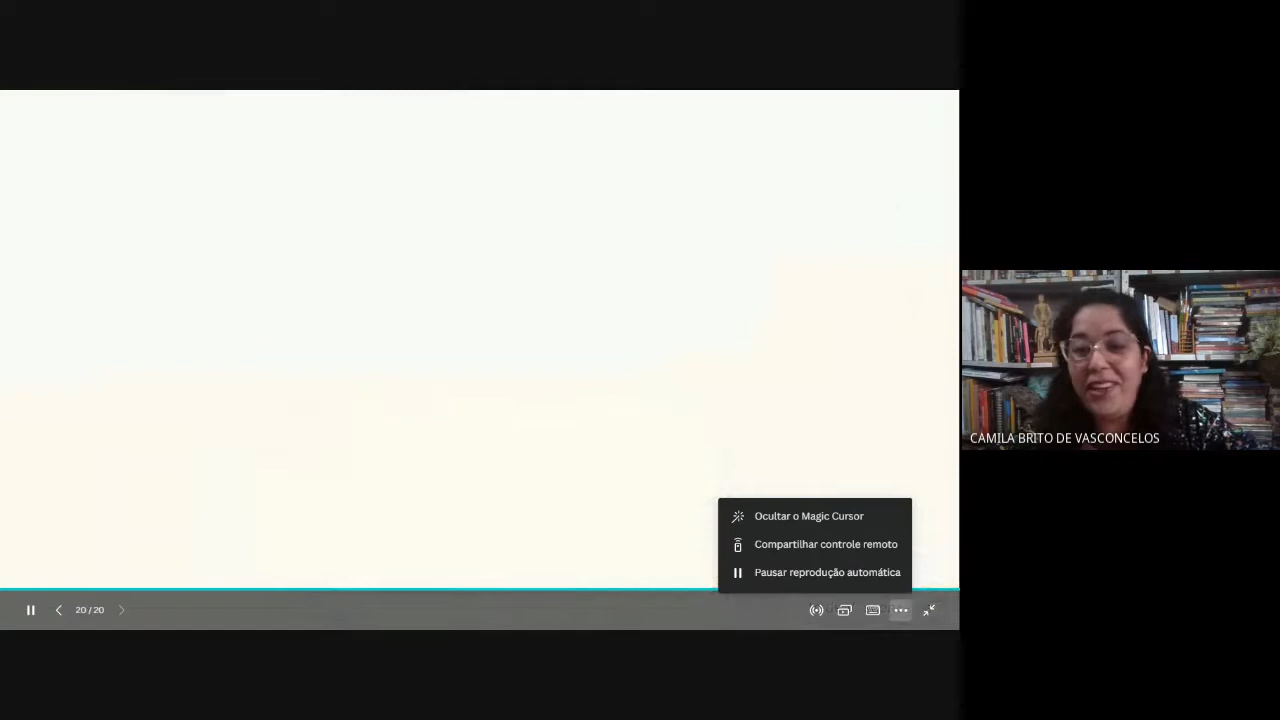 CAMILA BRITO DE VASCONCELOS
Ocultar o Magic Cursor
Compartilhar controle remoto
Pausar reprodução automática
20 / 20